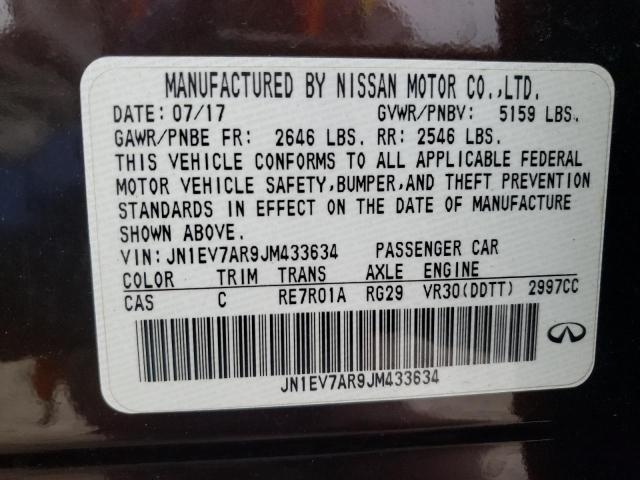 MANUFACTURED BY NISSAN MOTOR CO.,LTD.
DATE: 07/17 GVWR/PNBV: 5159 LBS.
GAWR/PNBE FR: 2646 LBS. RR: 2546 LBS.
THIS VEHICLE CONFORMS TO ALL APPLICABLE FEDERAL
MOTOR VEHICLE SAFETY,BUMPER,AND THEFT PREVENTION
STANDARDS IN EFFECT ON THE DATE OF MANUFACTURE
SHOWN ABOVE.
VIN: JN1EV7AR9JM433634 PASSENGER CAR
COLOR TRIM TRANS AXLE ENGINE
CAS C RE7R01A RG29 VR30(DDTT) 2997CC
JN1EV7AR9JM433634